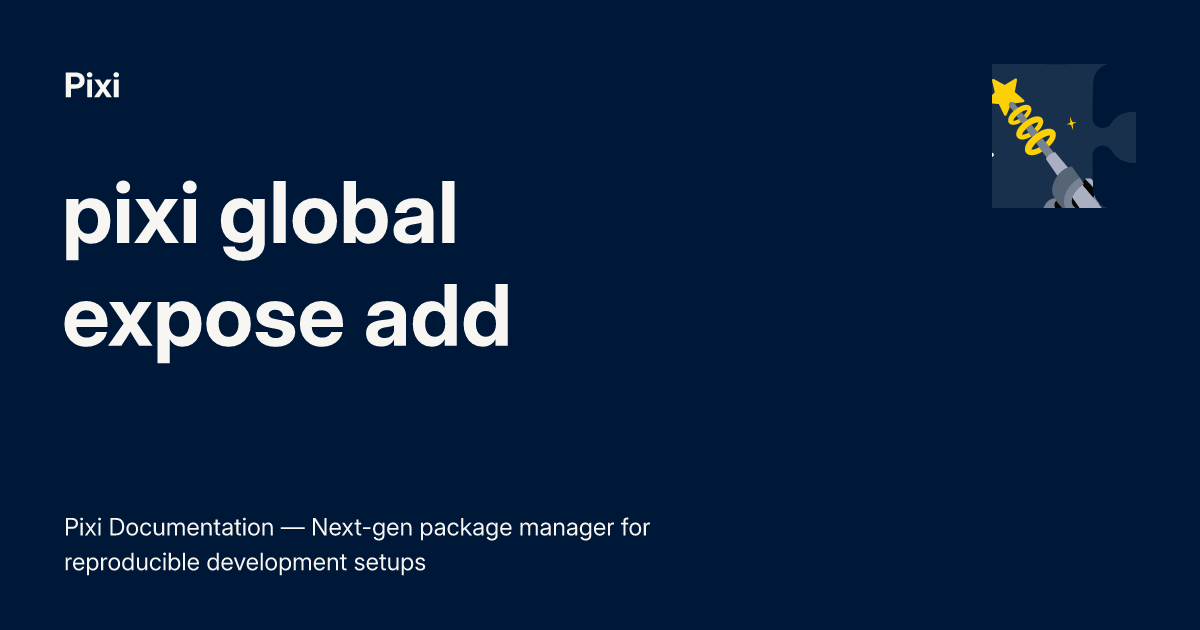 Pixi
pixi global
expose add
Pixi Documentation — Next-gen package manager for
reproducible development setups